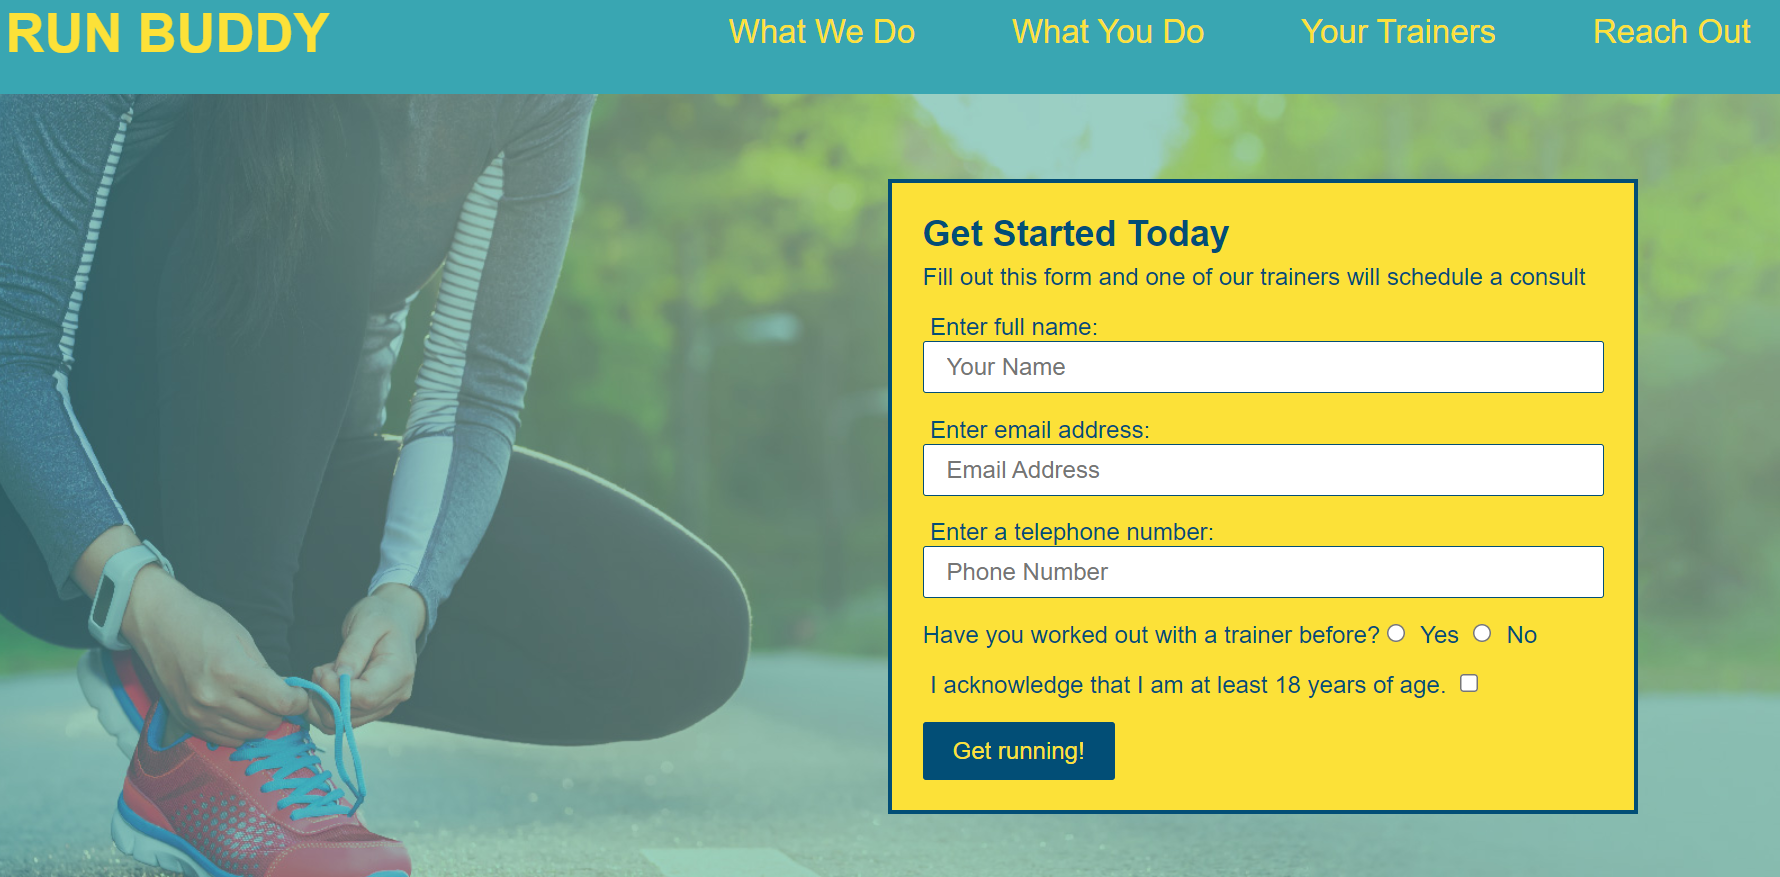 RUN BUDDY
What We Do What You Do Your Trainers Reach Out
Get Started Today
Fill out this form and one of our trainers will schedule a consult
Enter full name:
Your Name
Enter email address:
Email Address
Enter a telephone number:
Phone Number
Have you worked out with a trainer before? Yes No
I acknowledge that I am at least 18 years of age.
Get running!